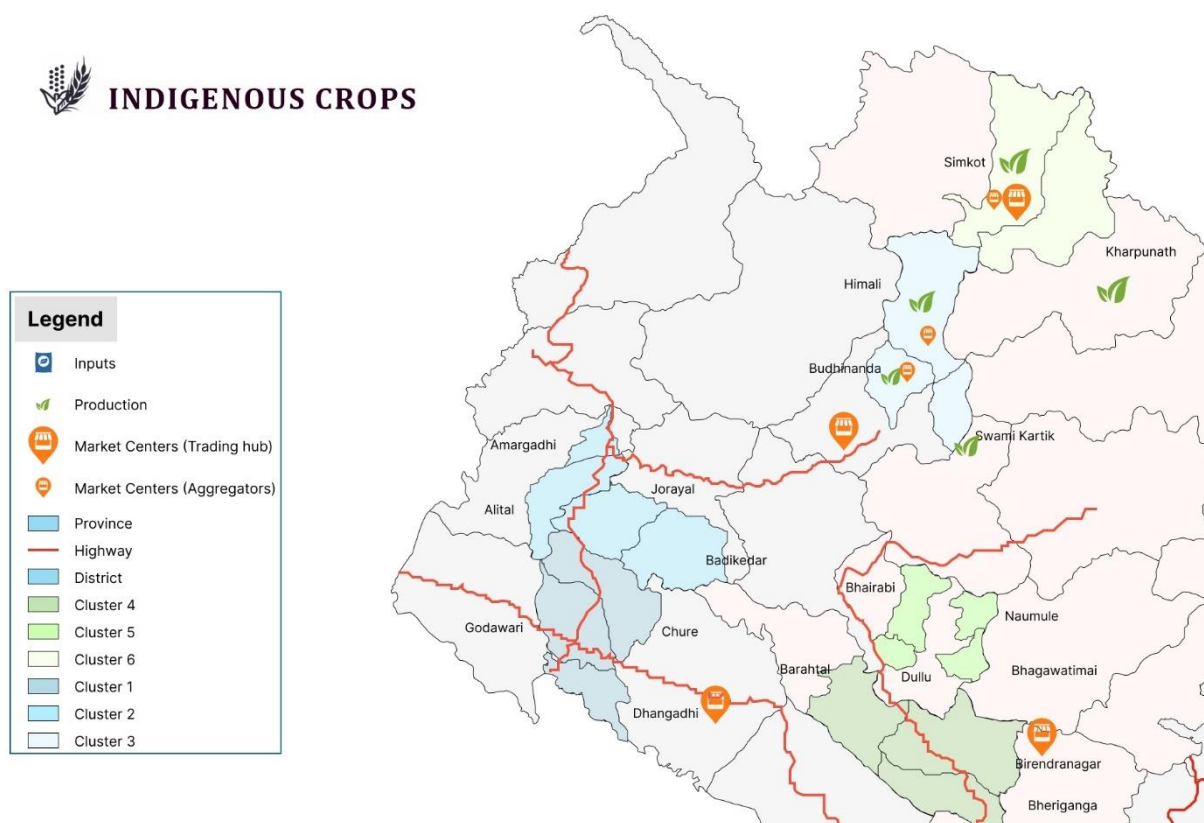 INDIGENOUS CROPS
Simkot
Kharpunath
Himali
Budhinanda
Swami Kartik
Amargadhi
Jorayal
Alital
Badikedar
Bhairabi
Naumule
Godawari
Chure
Barahtal
Dullu
Bhagawatimai
Dhangadhi
Birendranagar
Bheriganga
Legend
Inputs
Production
Market Centers (Trading hub)
Market Centers (Aggregators)
Province
Highway
District
Cluster 4
Cluster 5
Cluster 6
Cluster 1
Cluster 2
Cluster 3